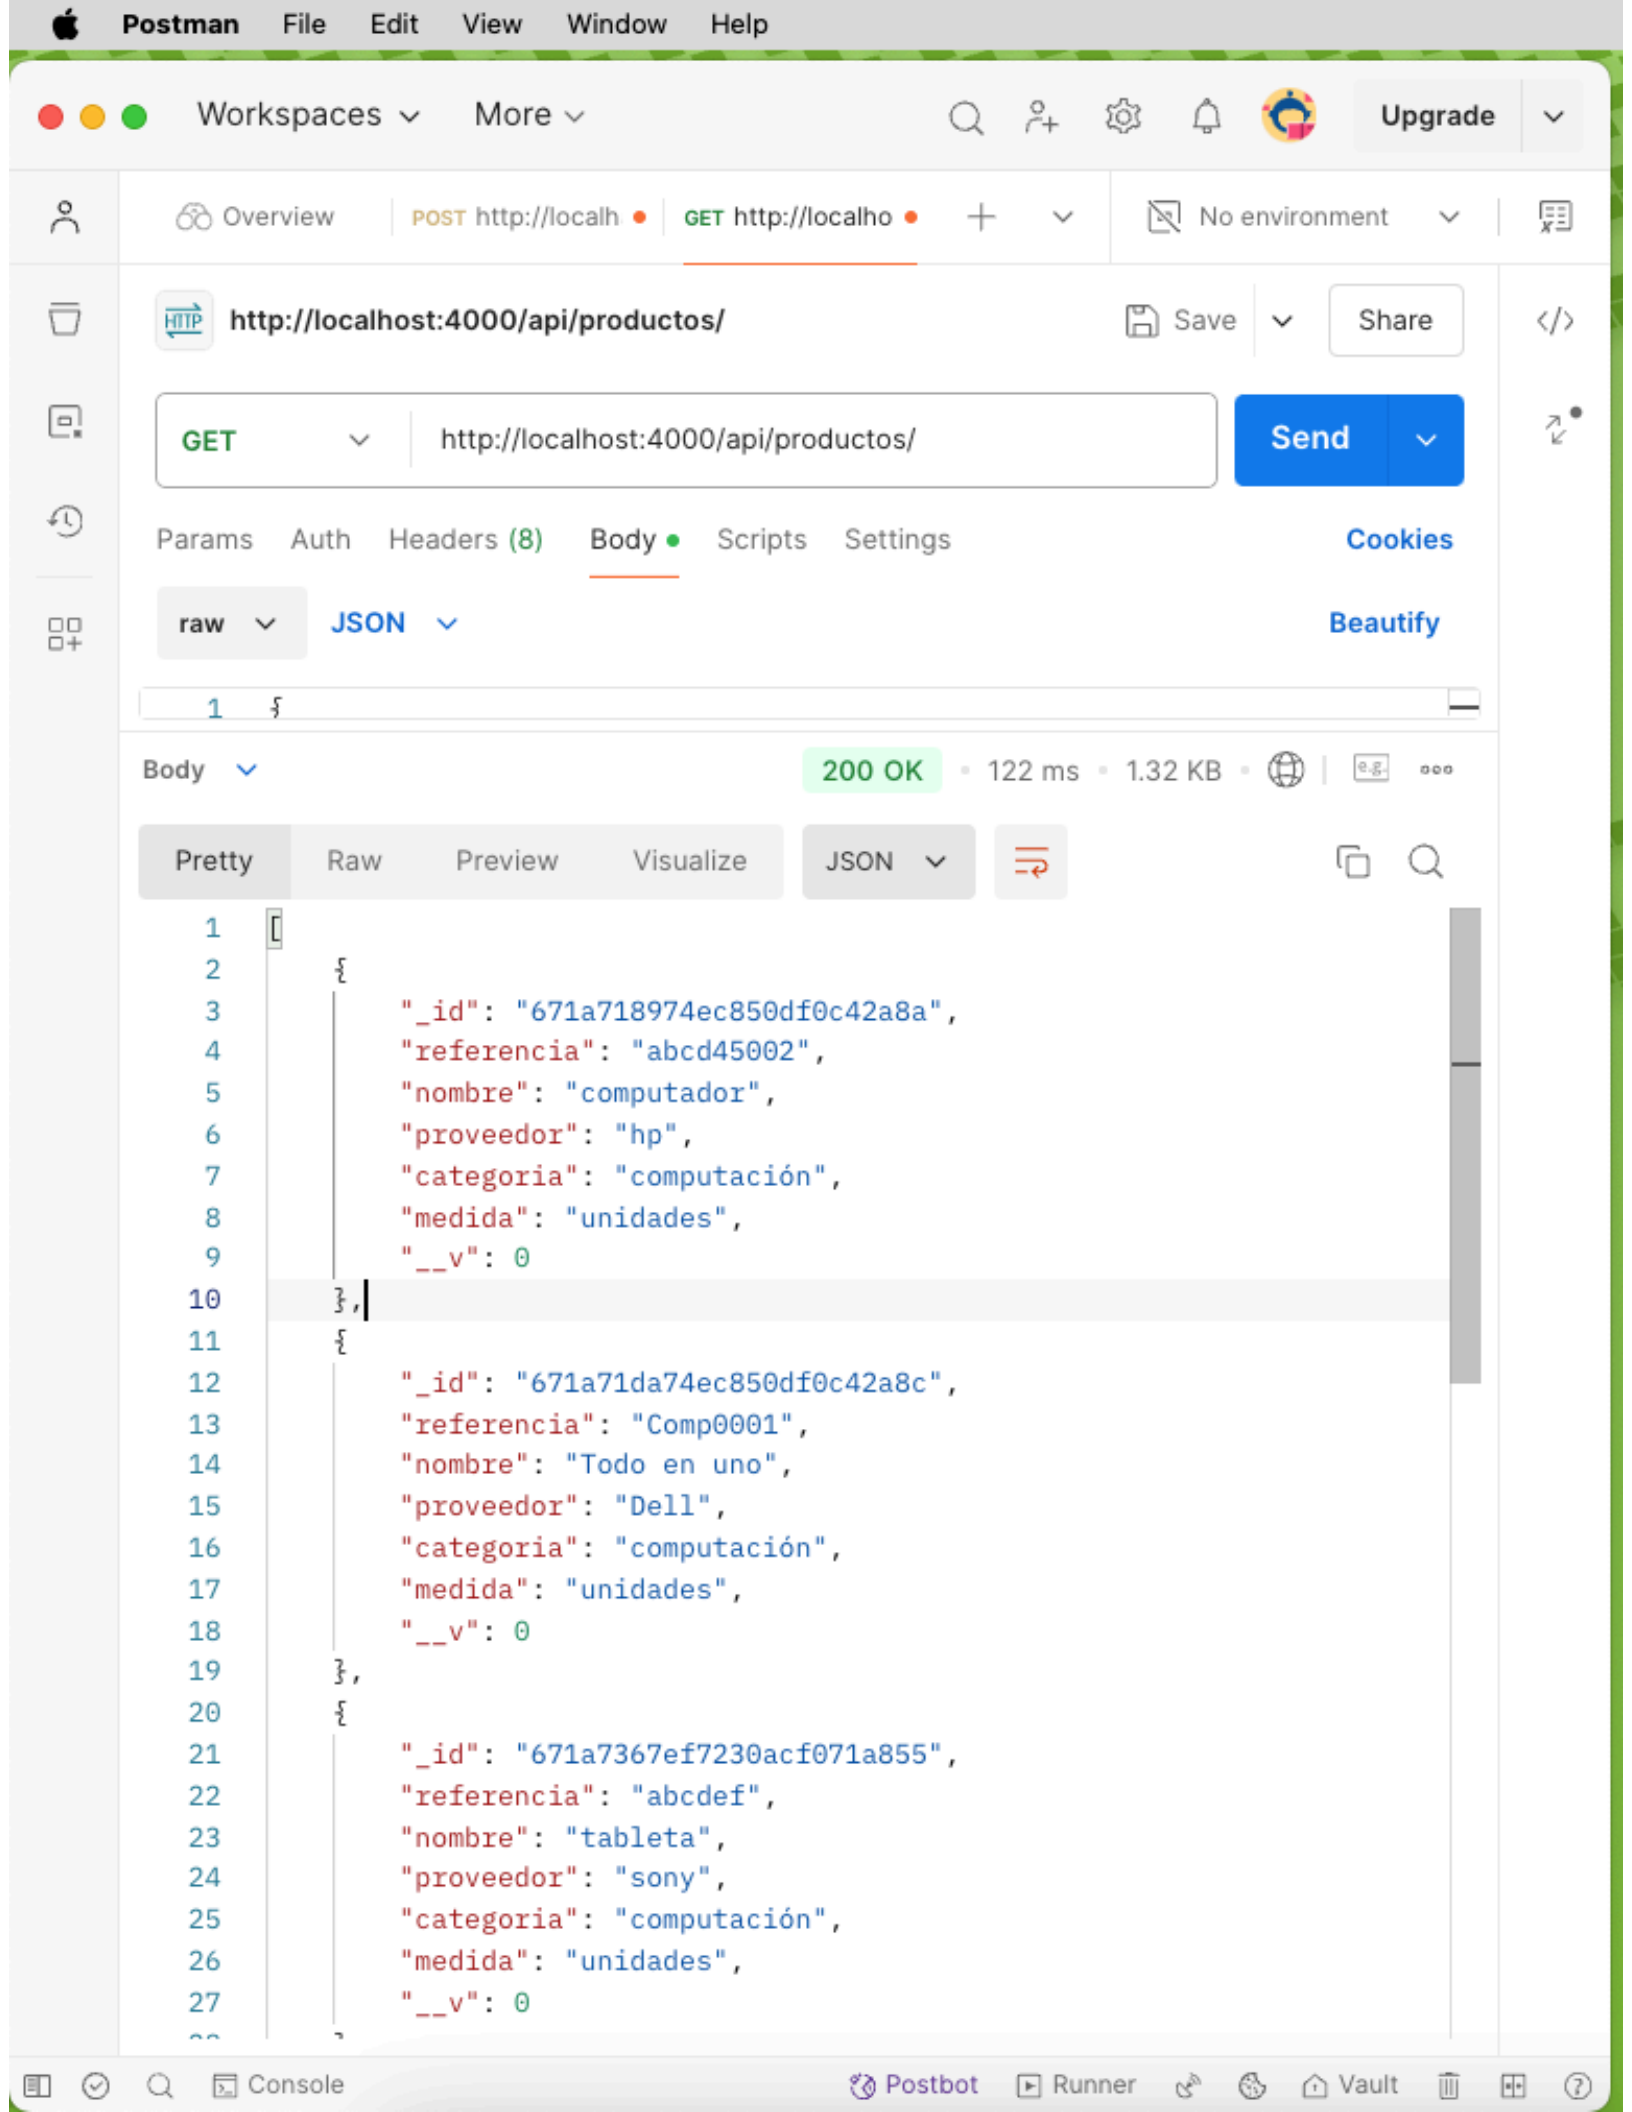 Postman File Edit View Window Help
Workspaces More Upgrade
Overview POST http://localh GET http://localho No environment
HTTP http://localhost:4000/api/productos/ Save Share
GET http://localhost:4000/api/productos/ Send
Params Auth Headers (8) Body Scripts Settings Cookies
raw JSON Beautify
1 {
Body 200 OK 122 ms 1.32 KB e.g.
Pretty Raw Preview Visualize JSON
1 [
2 {
3 "_id": "671a718974ec850df0c42a8a",
4 "referencia": "abcd45002",
5 "nombre": "computador",
6 "proveedor": "hp",
7 "categoria": "computación",
8 "medida": "unidades",
9 "__v": 0
10 },
11 {
12 "_id": "671a71da74ec850df0c42a8c",
13 "referencia": "Comp0001",
14 "nombre": "Todo en uno",
15 "proveedor": "Dell",
16 "categoria": "computación",
17 "medida": "unidades",
18 "__v": 0
19 },
20 {
21 "_id": "671a7367ef7230acf071a855",
22 "referencia": "abcdef",
23 "nombre": "tableta",
24 "proveedor": "sony",
25 "categoria": "computación",
26 "medida": "unidades",
27 "__v": 0
Console Postbot Runner Vault